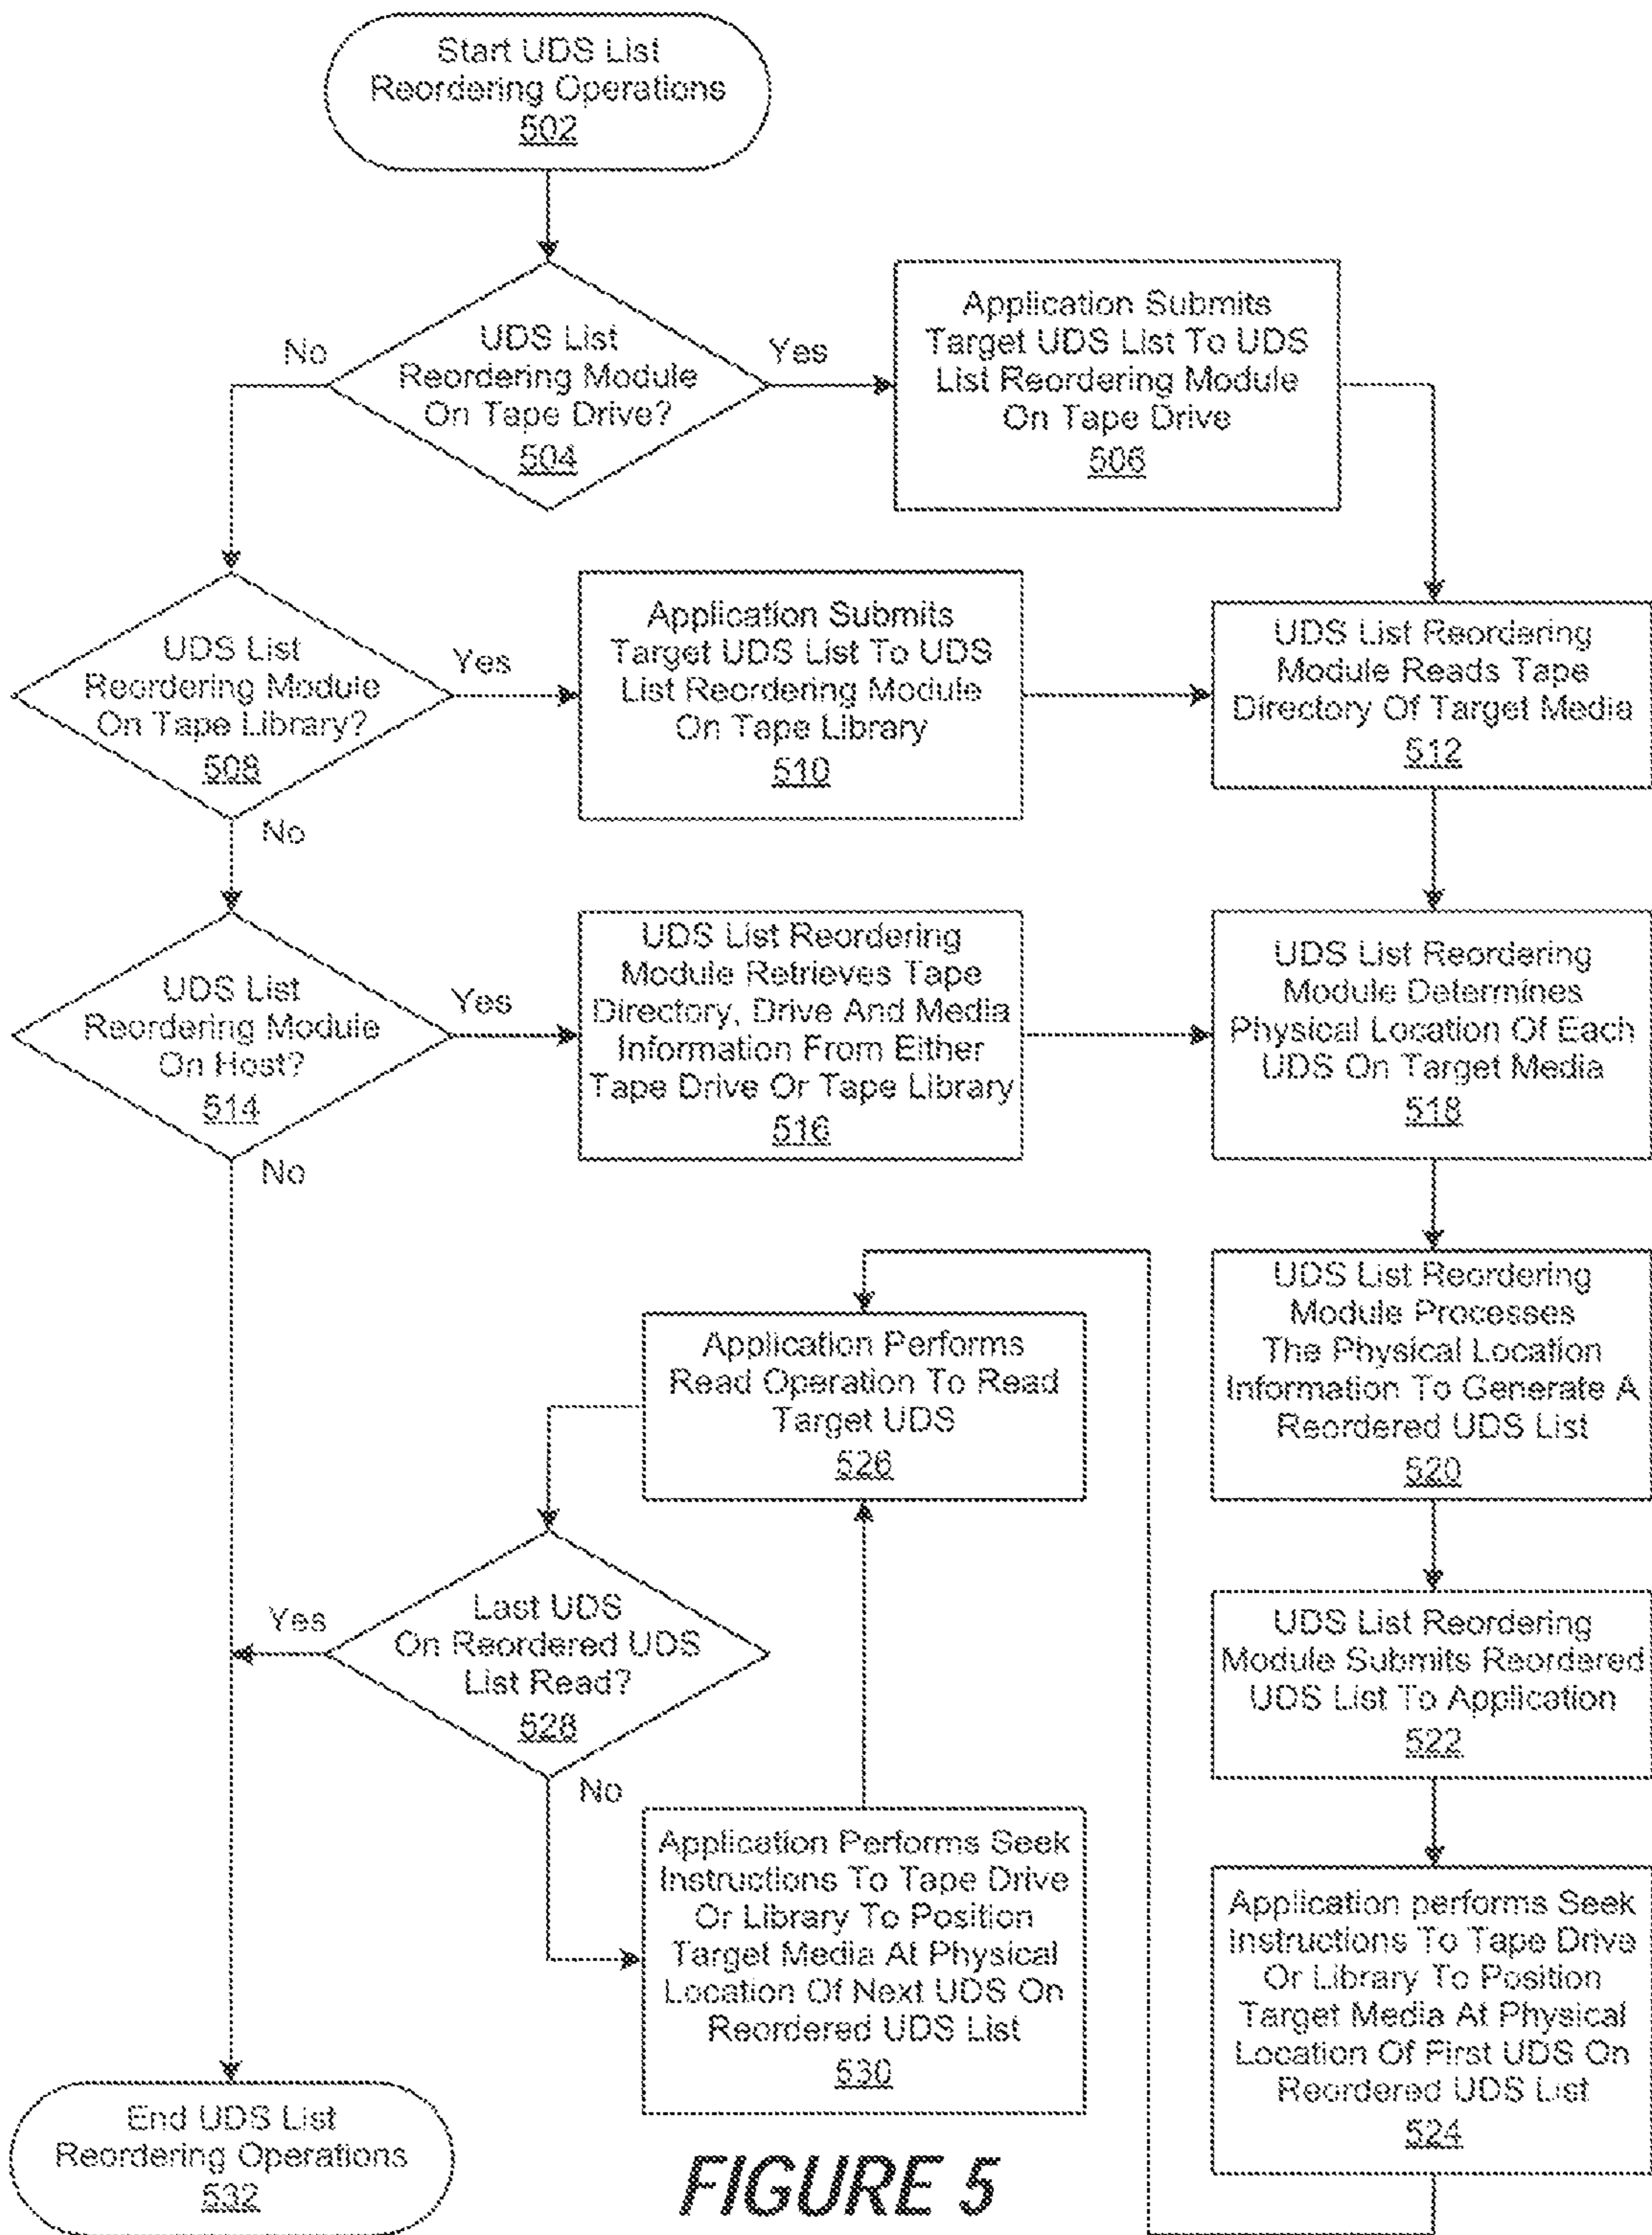 Start UDS List
Reordering Operations
502
No
UDS List
Reordering Module
On Tape Drive?
504
Yes
Application Submits
Target UDS List To UDS
List Reordering Module
On Tape Drive
506
UDS List
Reordering Module
On Tape Library?
508
Yes
No
Application Submits
Target UDS List To UDS
List Reordering Module
On Tape Library
510
UDS List Reordering
Module Reads Tape
Directory Of Target Media
512
UDS List
Reordering Module
On Host?
514
Yes
No
UDS List Reordering
Module Retrieves Tape
Directory, Drive And Media
Information From Either
Tape Drive Or Tape Library
516
UDS List Reordering
Module Determines
Physical Location Of Each
UDS On Target Media
518
UDS List Reordering
Module Processes
The Physical Location
Information To Generate A
Reordered UDS List
520
Application Performs
Read Operation To Read
Target UDS
526
Yes
Last UDS
On Reordered UDS
List Read?
528
No
UDS List Reordering
Module Submits Reordered
UDS List To Application
522
Application Performs Seek
Instructions To Tape Drive
Or Library To Position
Target Media At Physical
Location Of Next UDS On
Reordered UDS List
530
Application performs Seek
Instructions To Tape Drive
Or Library To Position
Target Media At Physical
Location Of First UDS On
Reordered UDS List
524
End UDS List
Reordering Operations
532
FIGURE 5